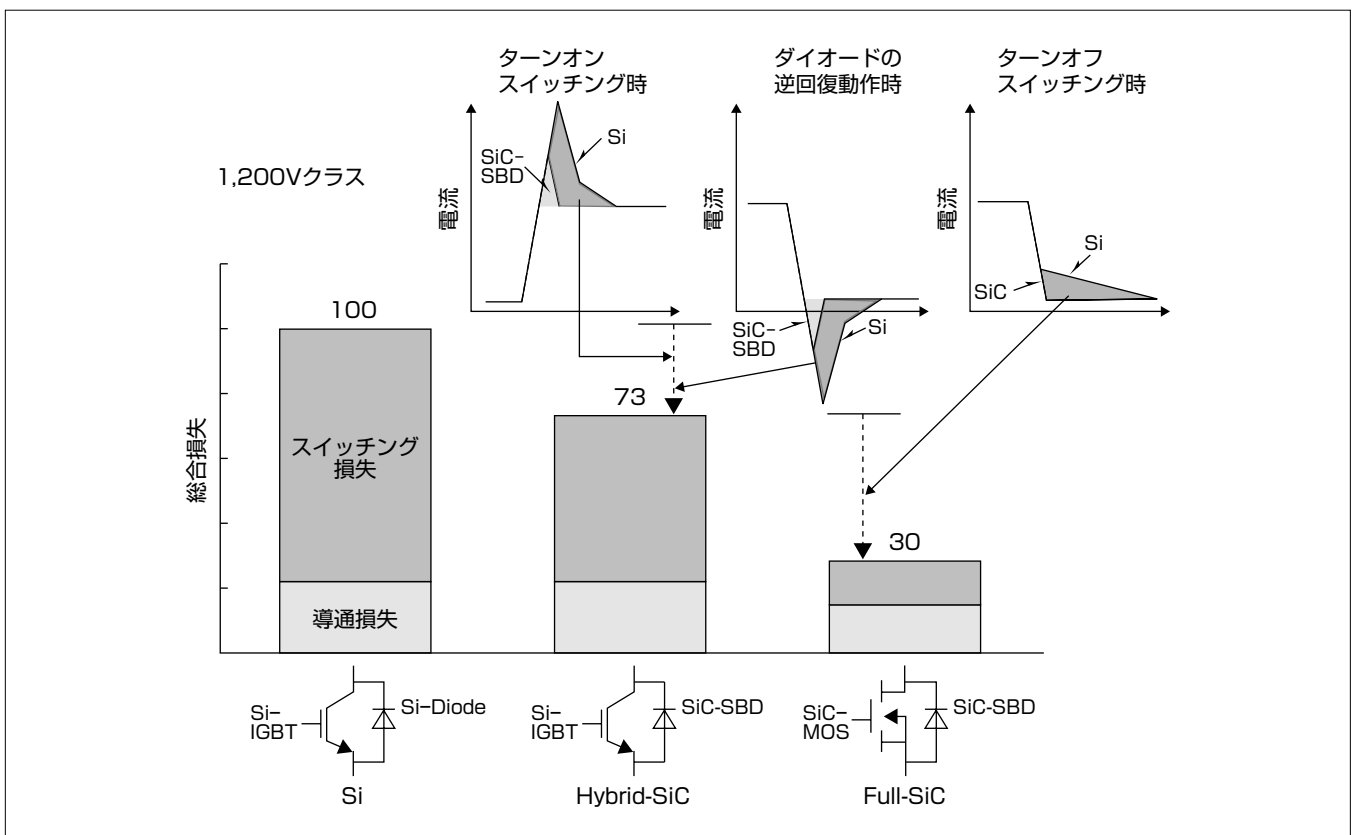 ターンオン
スイッチング時
ダイオードの
逆回復動作時
ターンオフ
スイッチング時
1,200Vクラス
電流
SiC-
SBD
Si
電流
SiC-
SBD
Si
電流
SiC
Si
総合損失
100
スイッチング
損失
導通損失
73
30
Si-
IGBT
Si-Diode
Si
Si-
IGBT
SiC-SBD
Hybrid-SiC
SiC-
MOS
SiC-SBD
Full-SiC